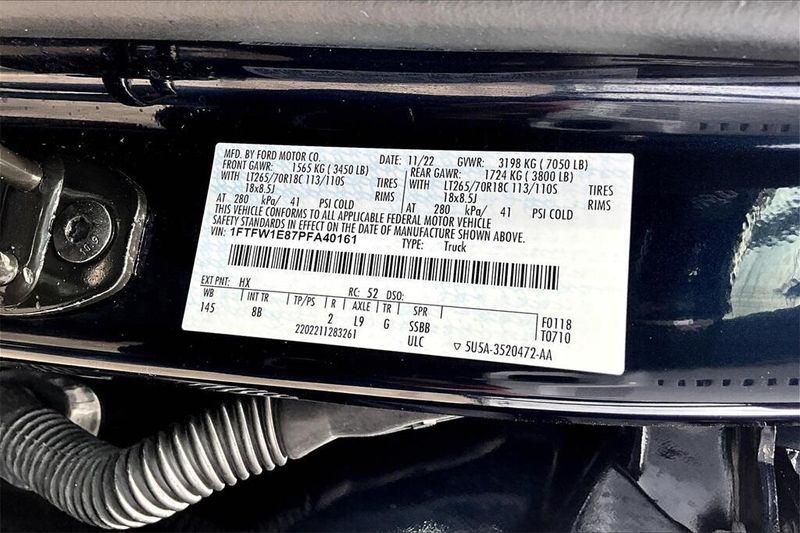 MFD. BY FORD MOTOR CO. DATE: 11/22 GVWR: 3198 KG ( 7050 LB)
FRONT GAWR: 1565 KG ( 3450 LB) REAR GAWR: 1724 KG ( 3800 LB)
WITH LT265/70R18C 113/110S TIRES WITH LT265/70R18C 113/110S TIRES
18x8.5J RIMS 18x8.5J RIMS
AT 280 kPa/ 41 PSI COLD AT 280 kPa/ 41 PSI COLD
THIS VEHICLE CONFORMS TO ALL APPLICABLE FEDERAL MOTOR VEHICLE
SAFETY STANDARDS IN EFFECT ON THE DATE OF MANUFACTURE SHOWN ABOVE.
VIN: 1FTFW1E87PFA40161 TYPE: Truck
EXT PNT: HX RC: 52 DSO:
WB INT TR TP/PS R AXLE TR SPR F0118
145 8B 2 L9 G SSBB T0710
2202211283261 ULC ▽ 5U5A-3520472-AA